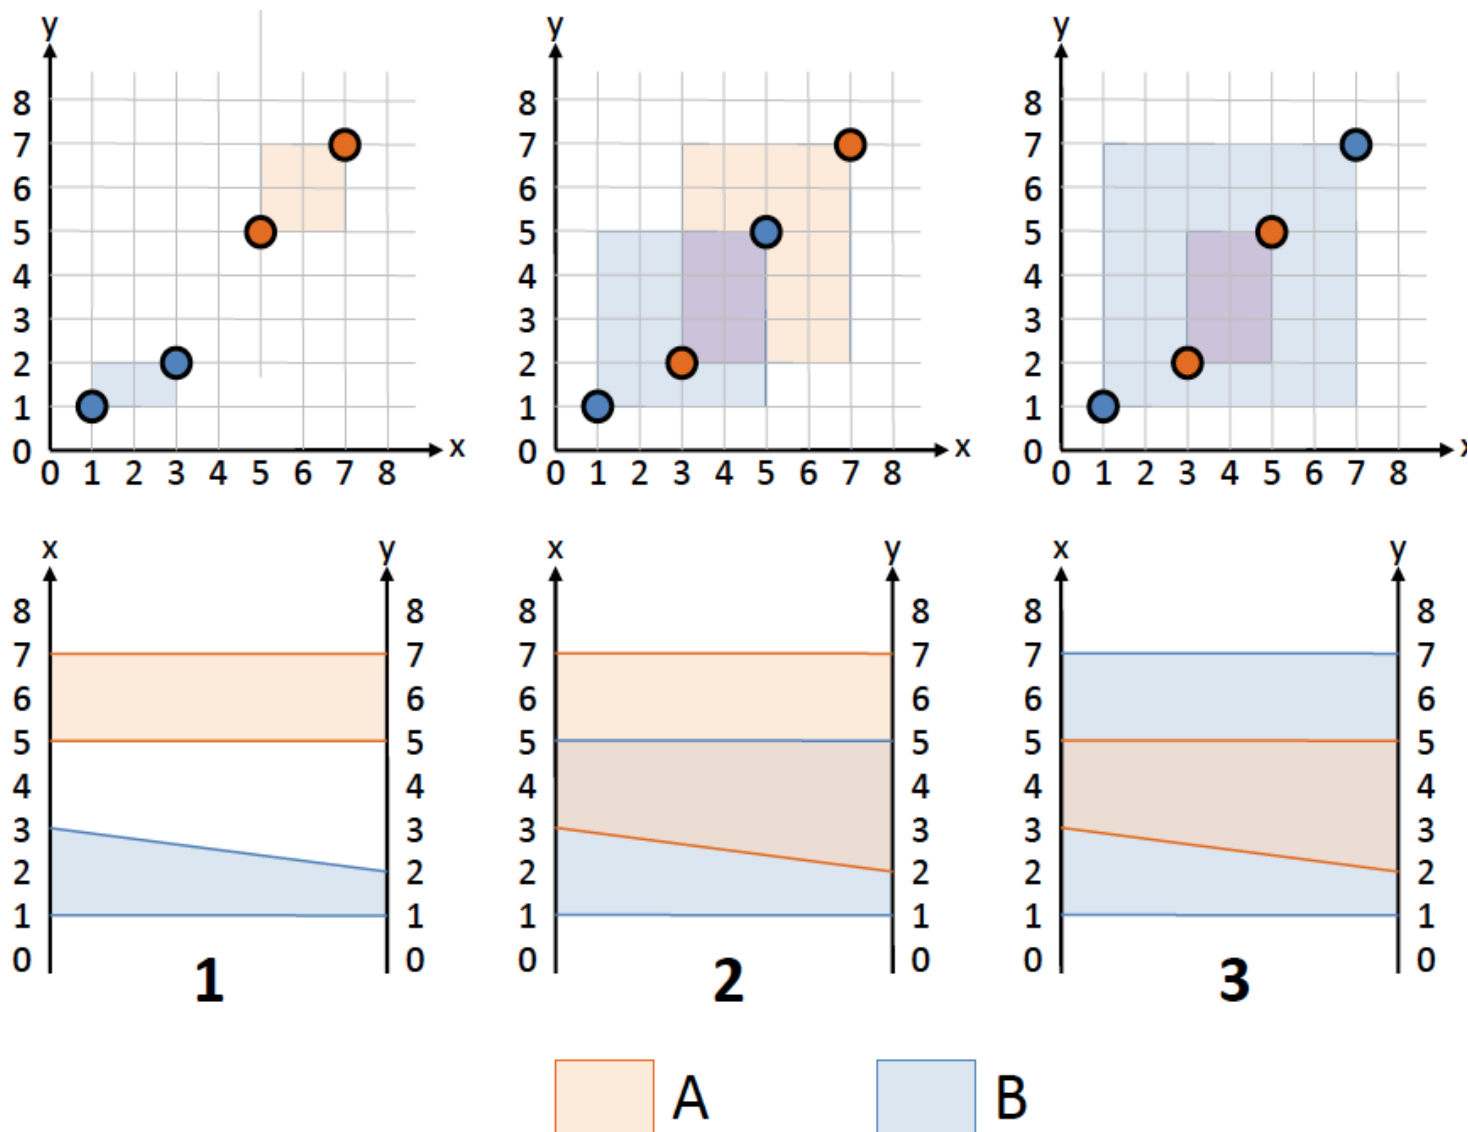 y y y
8 8 8
7 7 7
6 6 6
5 5 5
4 4 4
3 3 3
2 2 2
1 1 1
0 x 0 x 0 x
0 1 2 3 4 5 6 7 8 0 1 2 3 4 5 6 7 8 0 1 2 3 4 5 6 7 8
x y x y x y
8 8 8 8 8 8
7 7 7 7 7 7
6 6 6 6 6 6
5 5 5 5 5 5
4 4 4 4 4 4
3 3 3 3 3 3
2 2 2 2 2 2
1 1 1 1 1 1
0 0 0 0 0 0
1 2 3
A B